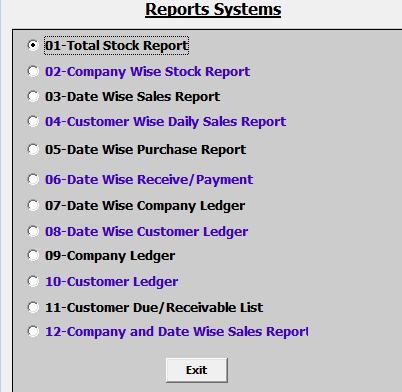 Reports Systems
01-Total Stock Report
02-Company Wise Stock Report
03-Date Wise Sales Report
04-Customer Wise Daily Sales Report
05-Date Wise Purchase Report
06-Date Wise Receive/Payment
07-Date Wise Company Ledger
08-Date Wise Customer Ledger
09-Company Ledger
10-Customer Ledger
11-Customer Due/Receivable List
12-Company and Date Wise Sales Report
Exit